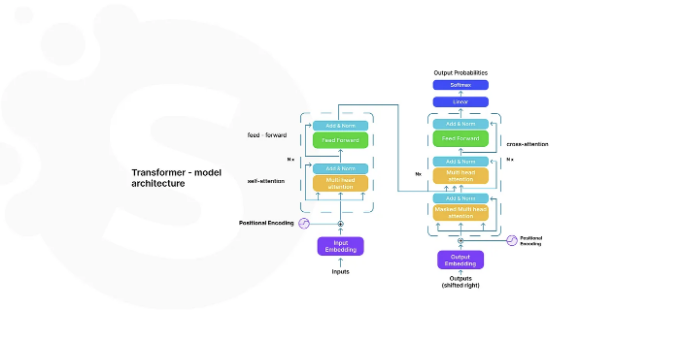 Transformer - model
architecture
feed - forward
Nx
self-attention
Positional Encoding
Add & Norm
Feed Forward
Add & Norm
Multi head
attention
Input
Embedding
Inputs
Output Probabilities
Softmax
Linear
Add & Norm
Feed Forward
cross-attention
Nx
Nx
Add & Norm
Multi head
attention
Add & Norm
Masked Multi head
attention
Positional
Encoding
Output
Embedding
Outputs
(shifted right)